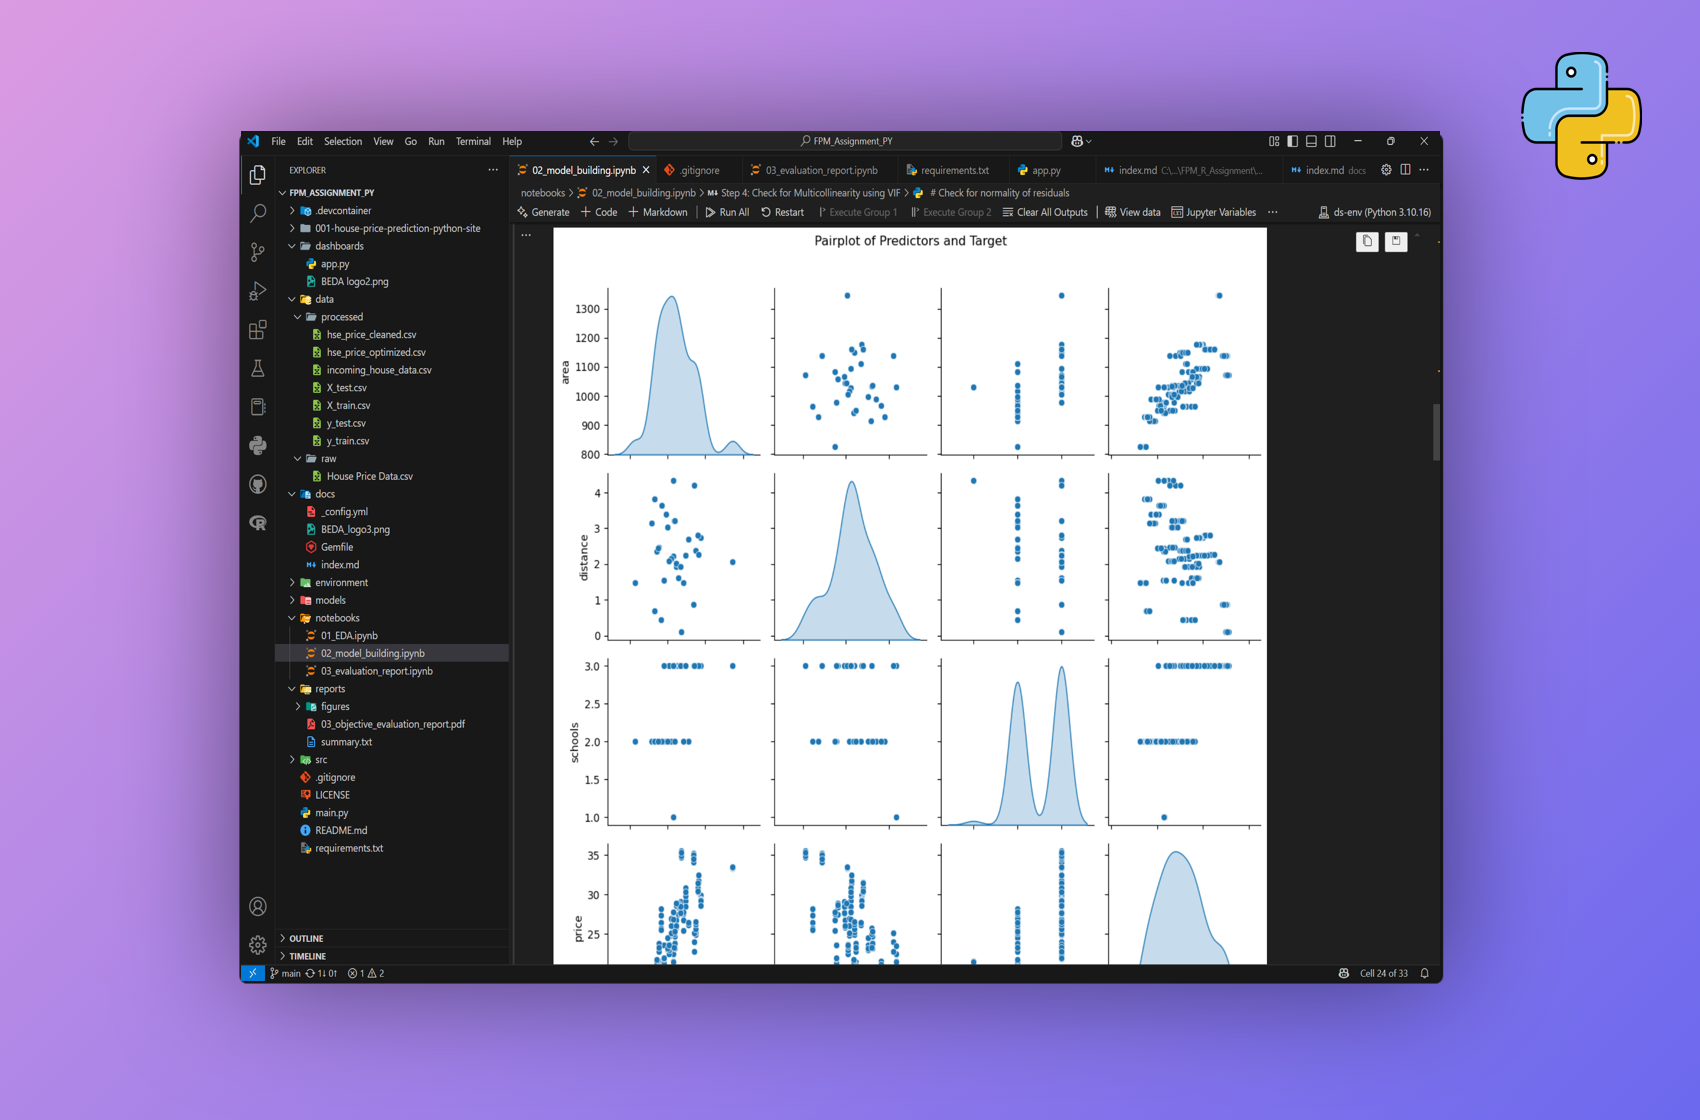 File Edit Selection View Go Run Terminal Help
FPM_Assignment_PY
EXPLORER
FPM_ASSIGNMENT_PY
.devcontainer
001-house-price-prediction-python-site
dashboards
app.py
BEDA logo2.png
data
processed
hse_price_cleaned.csv
hse_price_optimized.csv
incoming_house_data.csv
X_test.csv
X_train.csv
y_test.csv
y_train.csv
raw
House Price Data.csv
docs
_config.yml
BEDA_logo3.png
Gemfile
index.md
environment
models
notebooks
01_EDA.ipynb
02_model_building.ipynb
03_evaluation_report.ipynb
reports
figures
03_objective_evaluation_report.pdf
summary.txt
src
.gitignore
LICENSE
main.py
README.md
requirements.txt
OUTLINE
TIMELINE
02_model_building.ipynb .gitignore 03_evaluation_report.ipynb requirements.txt app.py index.md C:\...\FPM_R_Assignment\... index.md docs
notebooks > 02_model_building.ipynb > M↓ Step 4: Check for Multicollinearity using VIF > # Check for normality of residuals
Generate + Code + Markdown Run All Restart Execute Group 1 Execute Group 2 Clear All Outputs View data Jupyter Variables ds-env (Python 3.10.16)
Pairplot of Predictors and Target
1300
1200
1100
1000
900
800
area
4
3
2
1
0
distance
3.0
2.5
2.0
1.5
1.0
schools
35
30
25
price
main 1↓ 0↑ 1 2
Cell 24 of 33